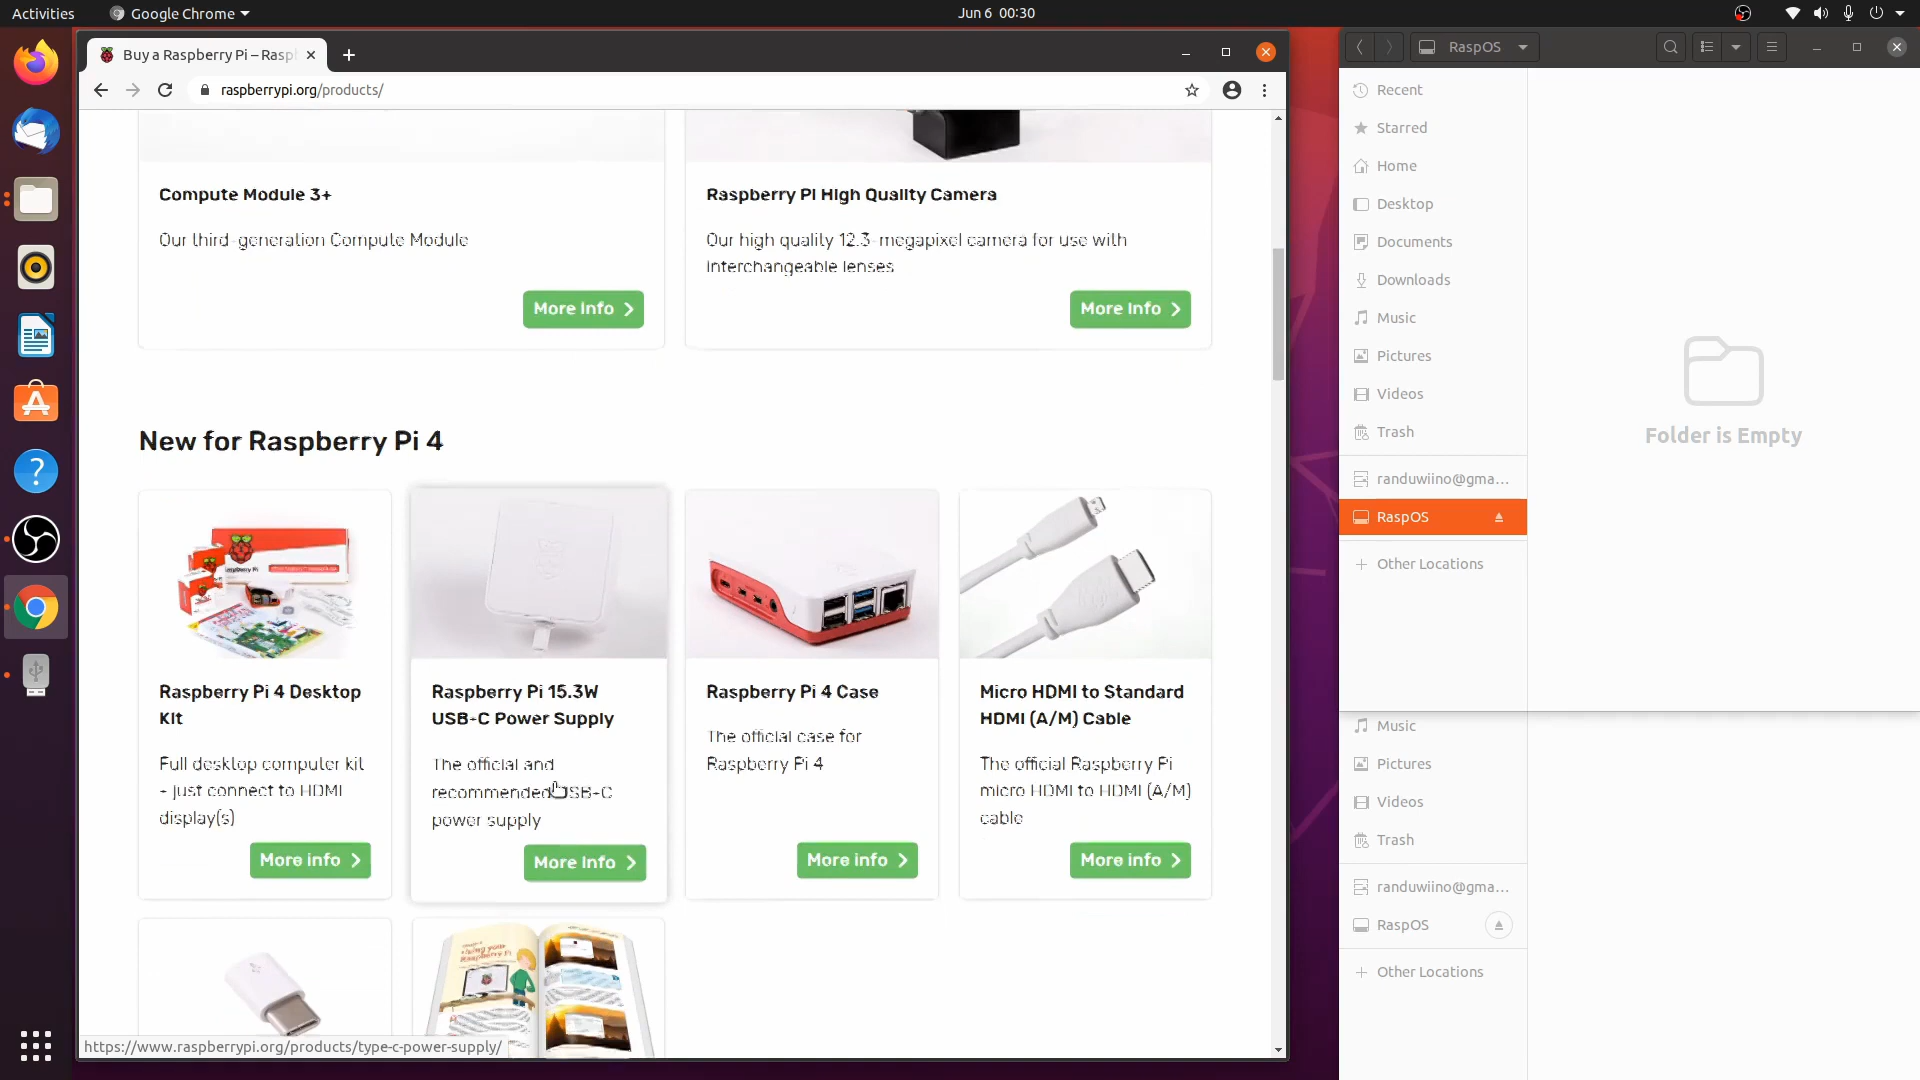 Activities
Google Chrome
Jun 6 00:30
Buy a Raspberry Pi – Rasp
raspberrypi.org/products/
Compute Module 3+
Our third-generation Compute Module
More info
Raspberry Pi High Quality Camera
Our high quality 12.3-megapixel camera for use with
interchangeable lenses
More info
New for Raspberry Pi 4
Raspberry Pi 4 Desktop
Kit
Full desktop computer kit
- just connect to HDMI
display(s)
More info
Raspberry Pi 15.3W
USB-C Power Supply
The official and
recommended USB-C
power supply
More info
Raspberry Pi 4 Case
The official case for
Raspberry Pi 4
More info
Micro HDMI to Standard
HDMI (A/M) Cable
The official Raspberry Pi
micro HDMI to HDMI (A/M)
cable
More info
https://www.raspberrypi.org/products/type-c-power-supply/
RaspOS
Recent
Starred
Home
Desktop
Documents
Downloads
Music
Pictures
Videos
Trash
randuwiino@gma...
RaspOS
Other Locations
Folder is Empty
Music
Pictures
Videos
Trash
randuwiino@gma...
RaspOS
Other Locations